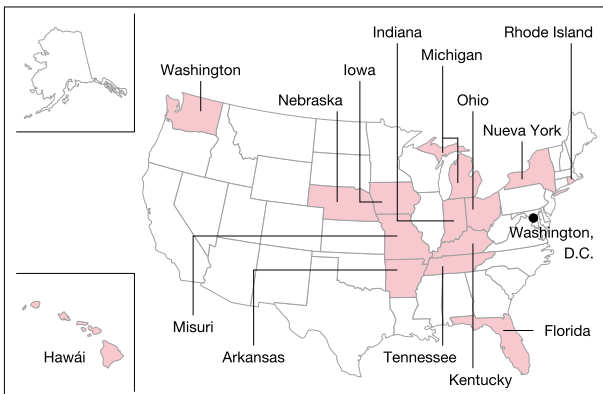 Indiana
Rhode Island
Michigan
Washington
Iowa
Nebraska
Ohio
Nueva York
Washington,
D.C.
Misuri
Florida
Hawái
Arkansas
Tennessee
Kentucky